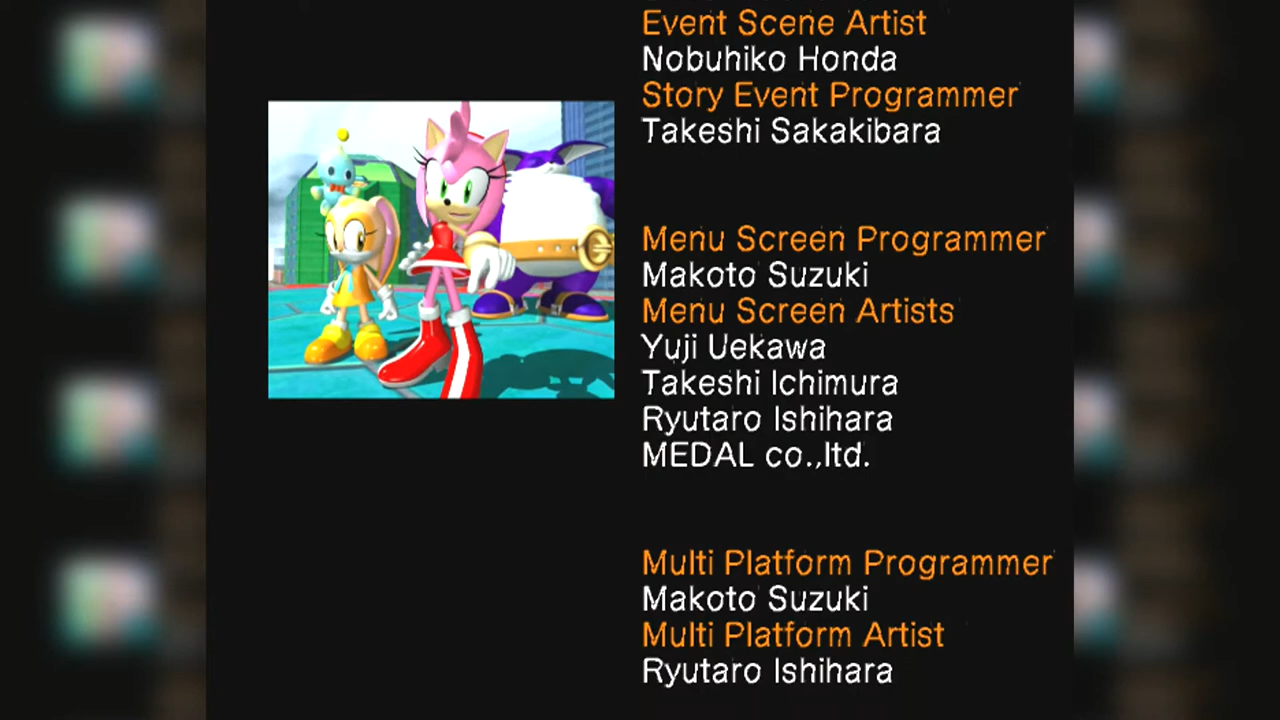 Event Scene Artist
Nobuhiko Honda
Story Event Programmer
Takeshi Sakakibara
Menu Screen Programmer
Makoto Suzuki
Menu Screen Artists
Yuji Uekawa
Takeshi Ichimura
Ryutaro Ishihara
MEDAL co.,ltd.
Multi Platform Programmer
Makoto Suzuki
Multi Platform Artist
Ryutaro Ishihara